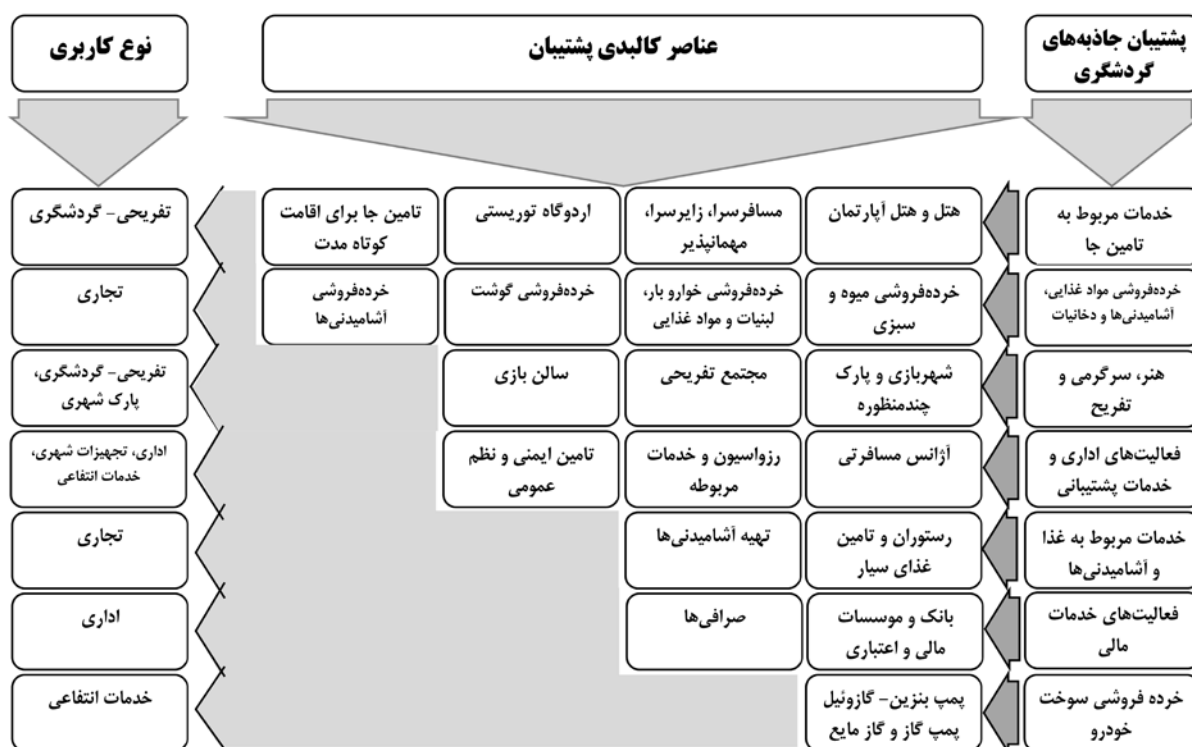 پشتیبان جاذبه‌های
گردشگری
عناصر کالبدی پشتیبان
نوع کاربری
خدمات مربوط به
تامین جا
هتل و هتل آپارتمان
مسافرسرا، زایرسرا،
مهمانپذیر
اردوگاه توریستی
تامین جا برای اقامت
کوتاه مدت
تفریحی- گردشگری
خرده‌فروشی مواد غذایی،
آشامیدنی‌ها و دخانیات
خرده‌فروشی میوه و
سبزی
خرده‌فروشی خوارو بار،
لبنیات و مواد غذایی
خرده‌فروشی گوشت
خرده‌فروشی
آشامیدنی‌ها
تجاری
هنر، سرگرمی و
تفریح
شهربازی و پارک
چندمنظوره
مجتمع تفریحی
سالن بازی
تفریحی- گردشگری،
پارک شهری
فعالیت‌های اداری و
خدمات پشتیبانی
آژانس مسافرتی
رزواسیون و خدمات
مربوطه
تامین ایمنی و نظم
عمومی
اداری، تجهیزات شهری،
خدمات انتفاعی
خدمات مربوط به غذا
و آشامیدنی‌ها
رستوران و تامین
غذای سیار
تهیه آشامیدنی‌ها
تجاری
فعالیت‌های خدمات
مالی
بانک و موسسات
مالی و اعتباری
صرافی‌ها
اداری
خرده فروشی سوخت
خودرو
پمپ بنزین- گازوئیل
پمپ گاز و گاز مایع
خدمات انتفاعی